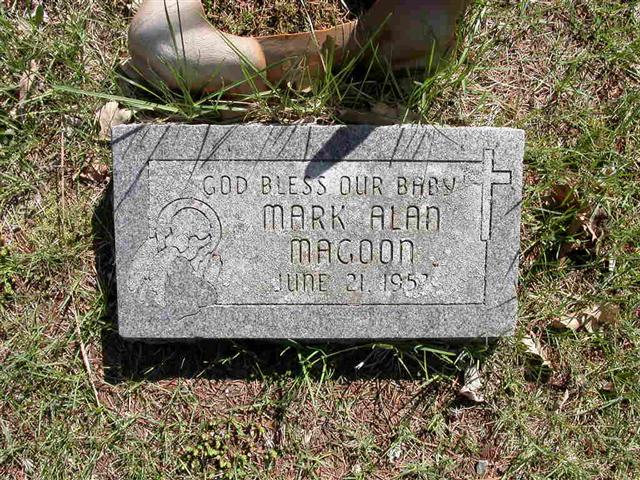 GOD BLESS OUR BABY
MARK ALAN
MAGOON
JUNE 21, 1957